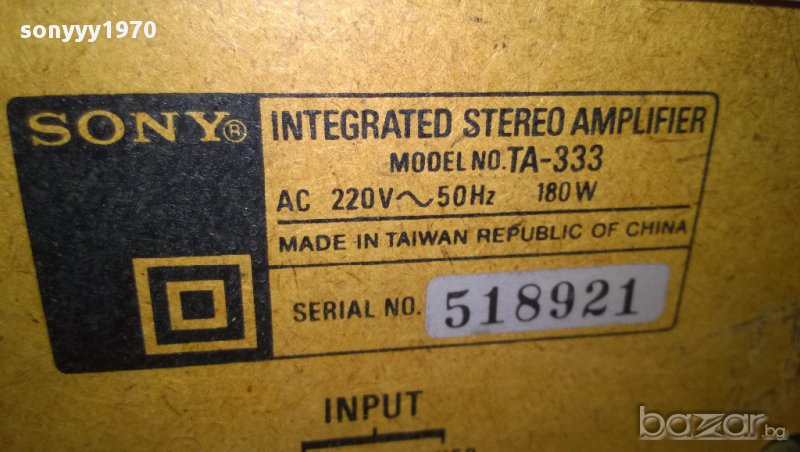 sonyyy1970
SONY®
INTEGRATED STEREO AMPLIFIER
MODEL NO. TA-333
AC 220V~50Hz 180W
MADE IN TAIWAN REPUBLIC OF CHINA
SERIAL NO. 518921
INPUT
bazar.bg